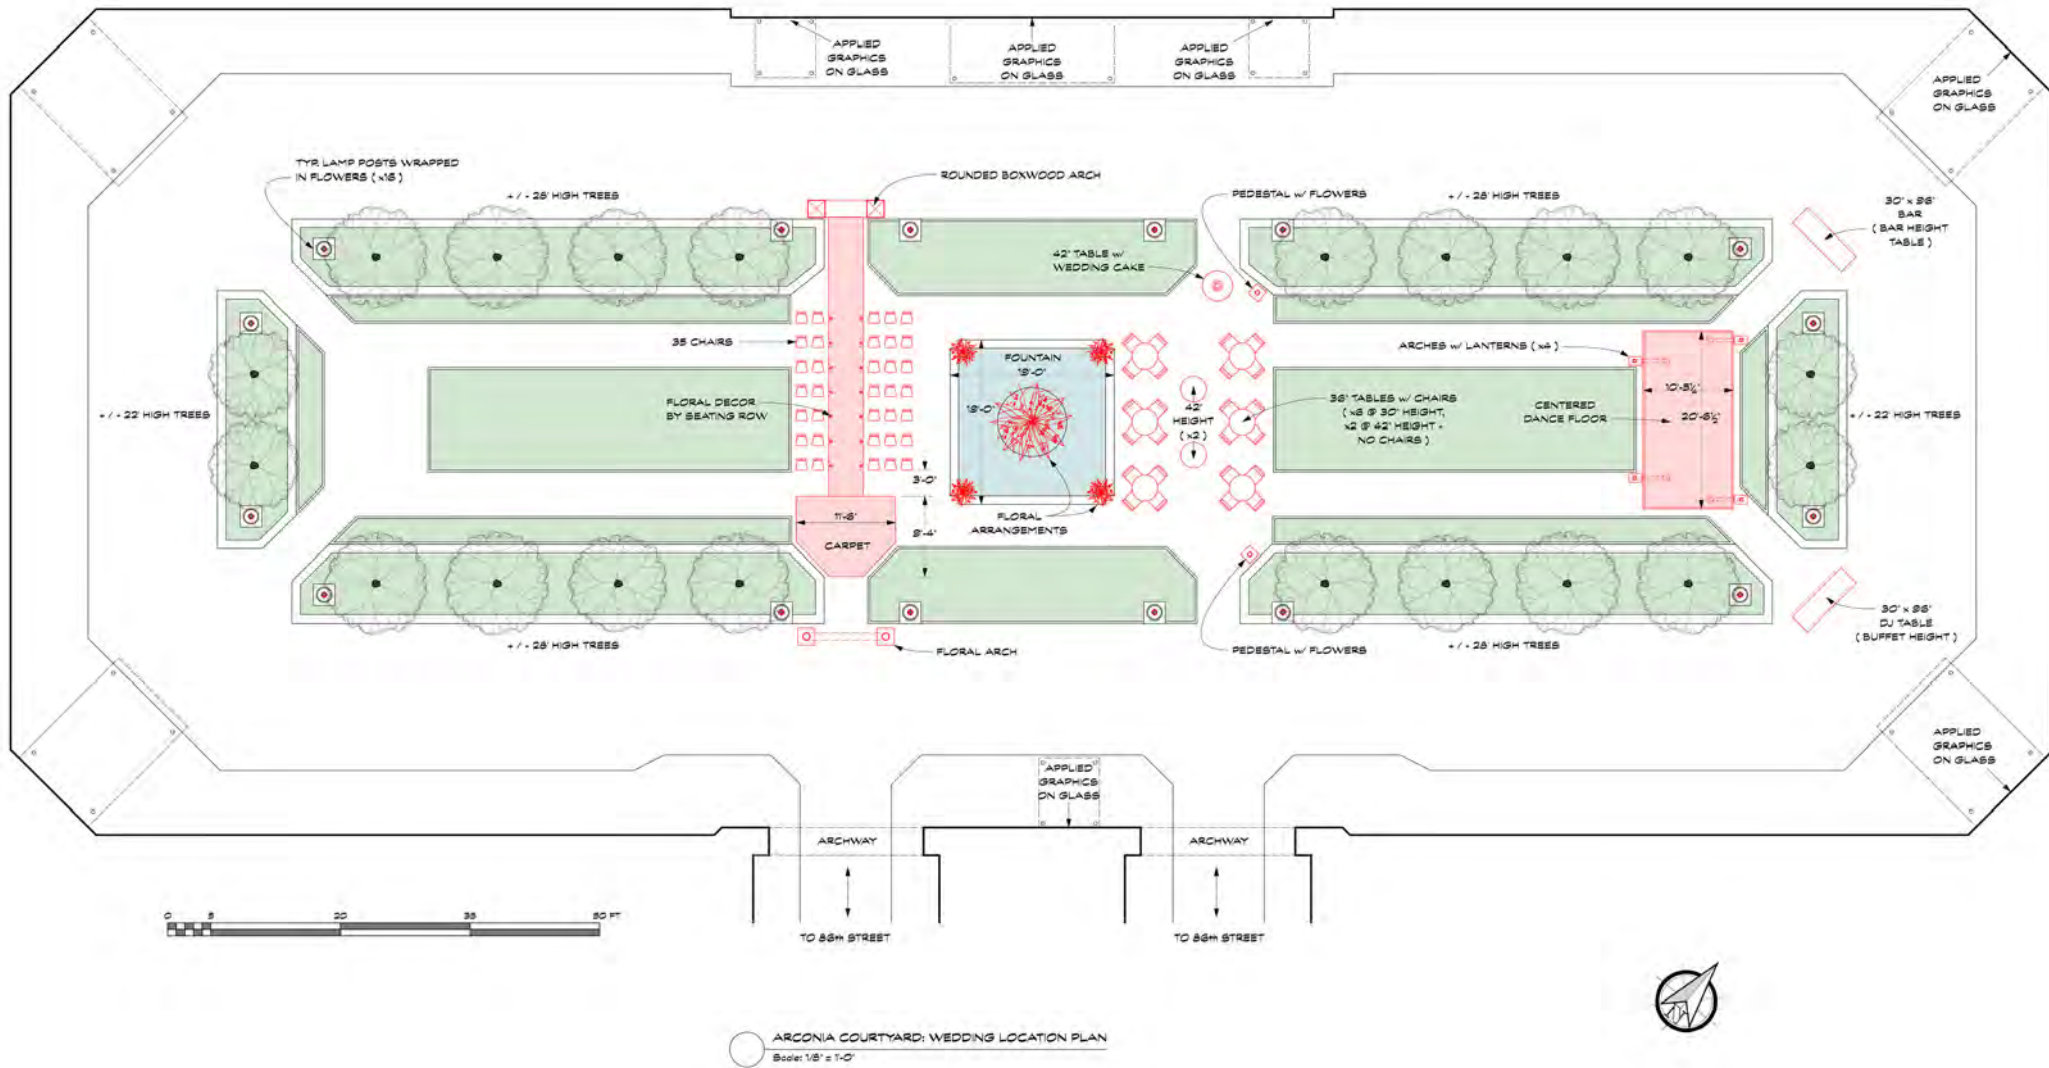 APPLIED
GRAPHICS
ON GLASS
APPLIED
GRAPHICS
ON GLASS
APPLIED
GRAPHICS
ON GLASS
APPLIED
GRAPHICS
ON GLASS
TYP. LAMP POSTS WRAPPED
IN FLOWERS ( x16 )
+ / - 28' HIGH TREES
ROUNDED BOXWOOD ARCH
PEDESTAL w/ FLOWERS
+ / - 28' HIGH TREES
30" x 96"
BAR
( BAR HEIGHT
TABLE )
42" TABLE w/
WEDDING CAKE
35 CHAIRS
FOUNTAIN
ARCHES w/ LANTERNS ( x4 )
FLORAL DECOR
BY SEATING ROW
42"
HEIGHT
( x2 )
36" TABLES w/ CHAIRS
( x6 @ 30" HEIGHT,
x2 @ 42" HEIGHT -
NO CHAIRS )
CENTERED
DANCE FLOOR
+ / - 22' HIGH TREES
+ / - 22' HIGH TREES
3'-0"
11'-6"
CARPET
9'-4"
FLORAL
ARRANGEMENTS
+ / - 28' HIGH TREES
FLORAL ARCH
PEDESTAL w/ FLOWERS
+ / - 28' HIGH TREES
30" x 96"
DJ TABLE
( BUFFET HEIGHT )
APPLIED
GRAPHICS
ON GLASS
APPLIED
GRAPHICS
ON GLASS
ARCHWAY
ARCHWAY
TO 86th STREET
TO 86th STREET
0 5 20 35 50 FT
ARCONIA COURTYARD: WEDDING LOCATION PLAN
Scale: 1/8" = 1'-0"